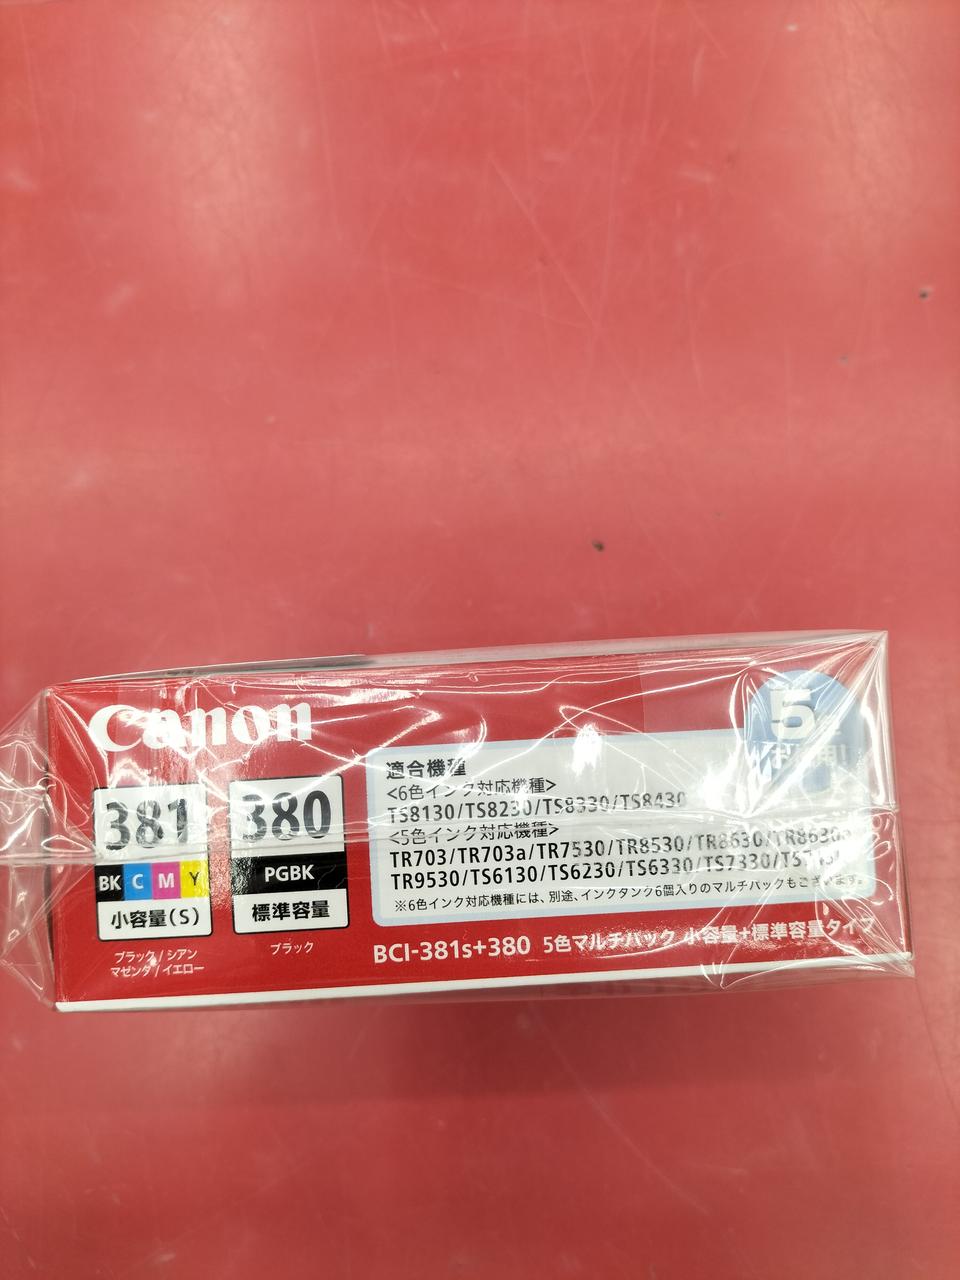 Canon
5
381
BK C M Y
小容量(S)
ブラック/シアン
マゼンタ/イエロー
380
PGBK
標準容量
ブラック
適合機種
<6色インク対応機種>
TS8130/TS8230/TS8330/TS8430
<5色インク対応機種>
TR703/TR703a/TR7530/TR8530/TR8630/TR8630a
TR9530/TS6130/TS6230/TS6330/TS7330/
※6色インク対応機種には、別途、インクタンク6個入りのマルチパックもございます。
BCI-381s+380 5色マルチパック 小容量+標準容量タイプ